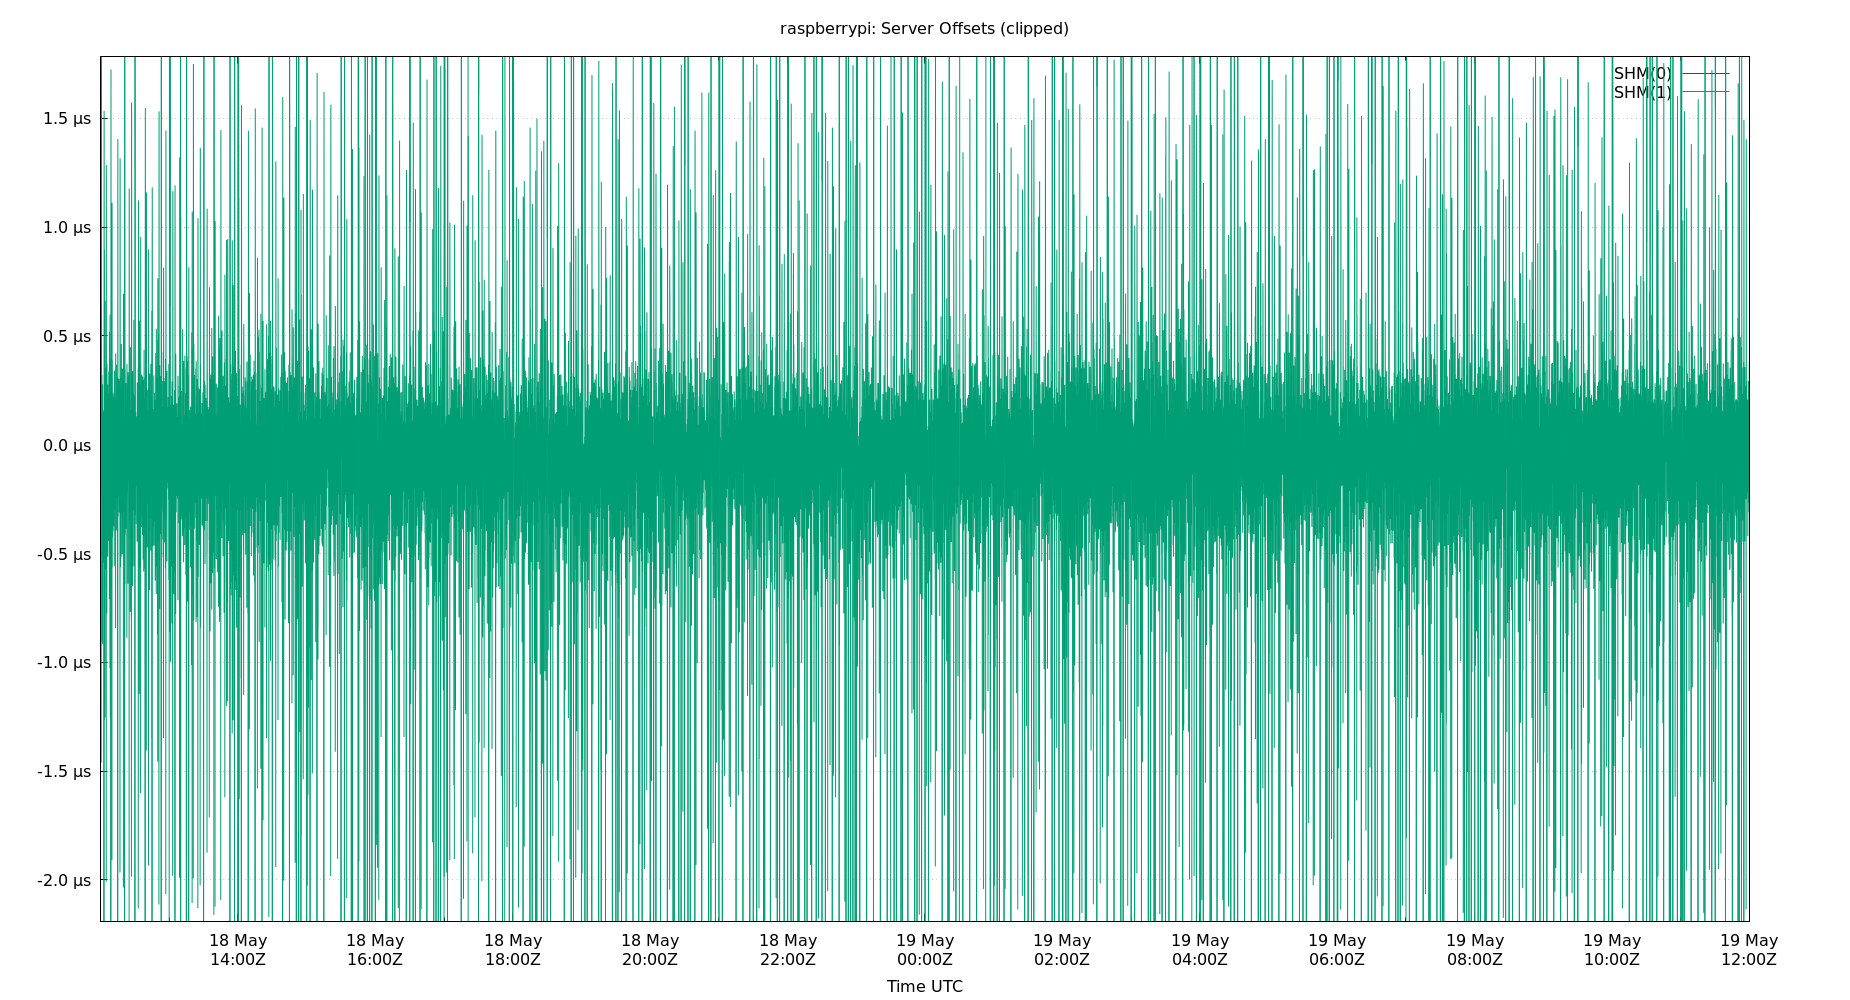 raspberrypi: Server Offsets (clipped)
SHM(0)
SHM(1)
1.5 µs
1.0 µs
0.5 µs
0.0 µs
-0.5 µs
-1.0 µs
-1.5 µs
-2.0 µs
18 May 18 May 18 May 18 May 18 May 19 May 19 May 19 May 19 May 19 May 19 May 19 May
14:00Z 16:00Z 18:00Z 20:00Z 22:00Z 00:00Z 02:00Z 04:00Z 06:00Z 08:00Z 10:00Z 12:00Z
Time UTC